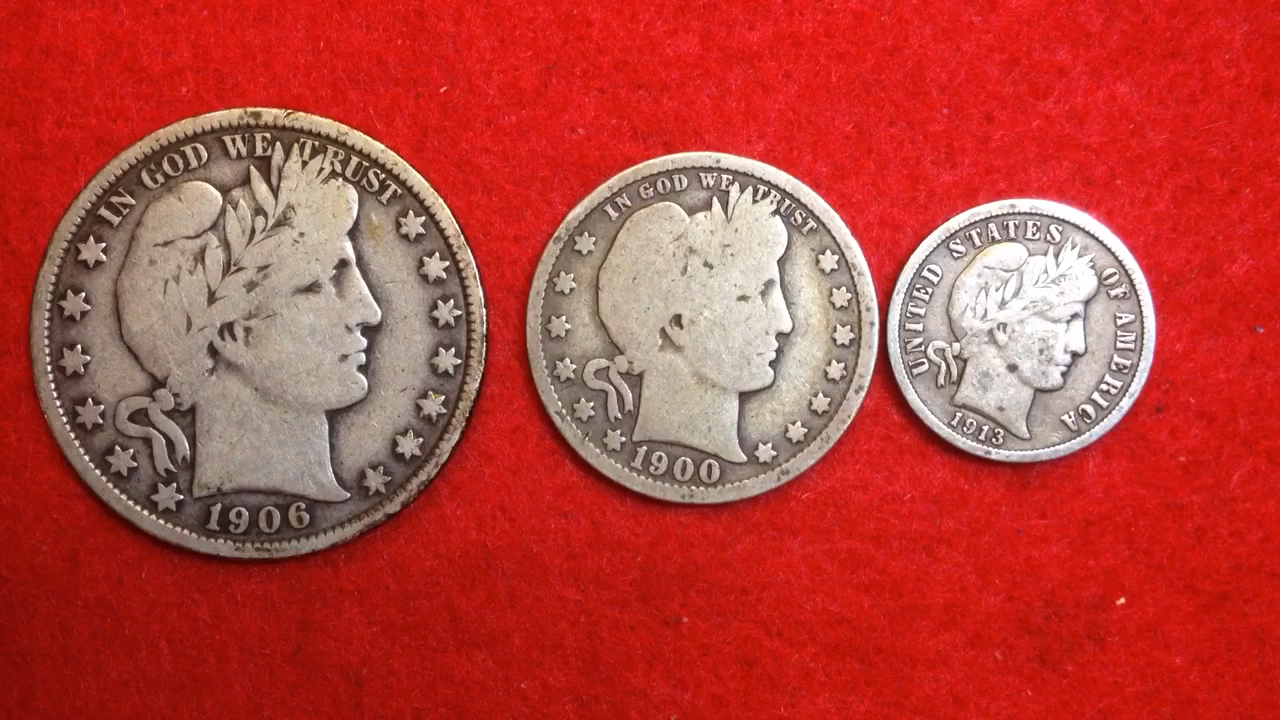 IN GOD WE TRUST
1906
IN GOD WE TRUST
1900
UNITED STATES OF AMERICA
1913